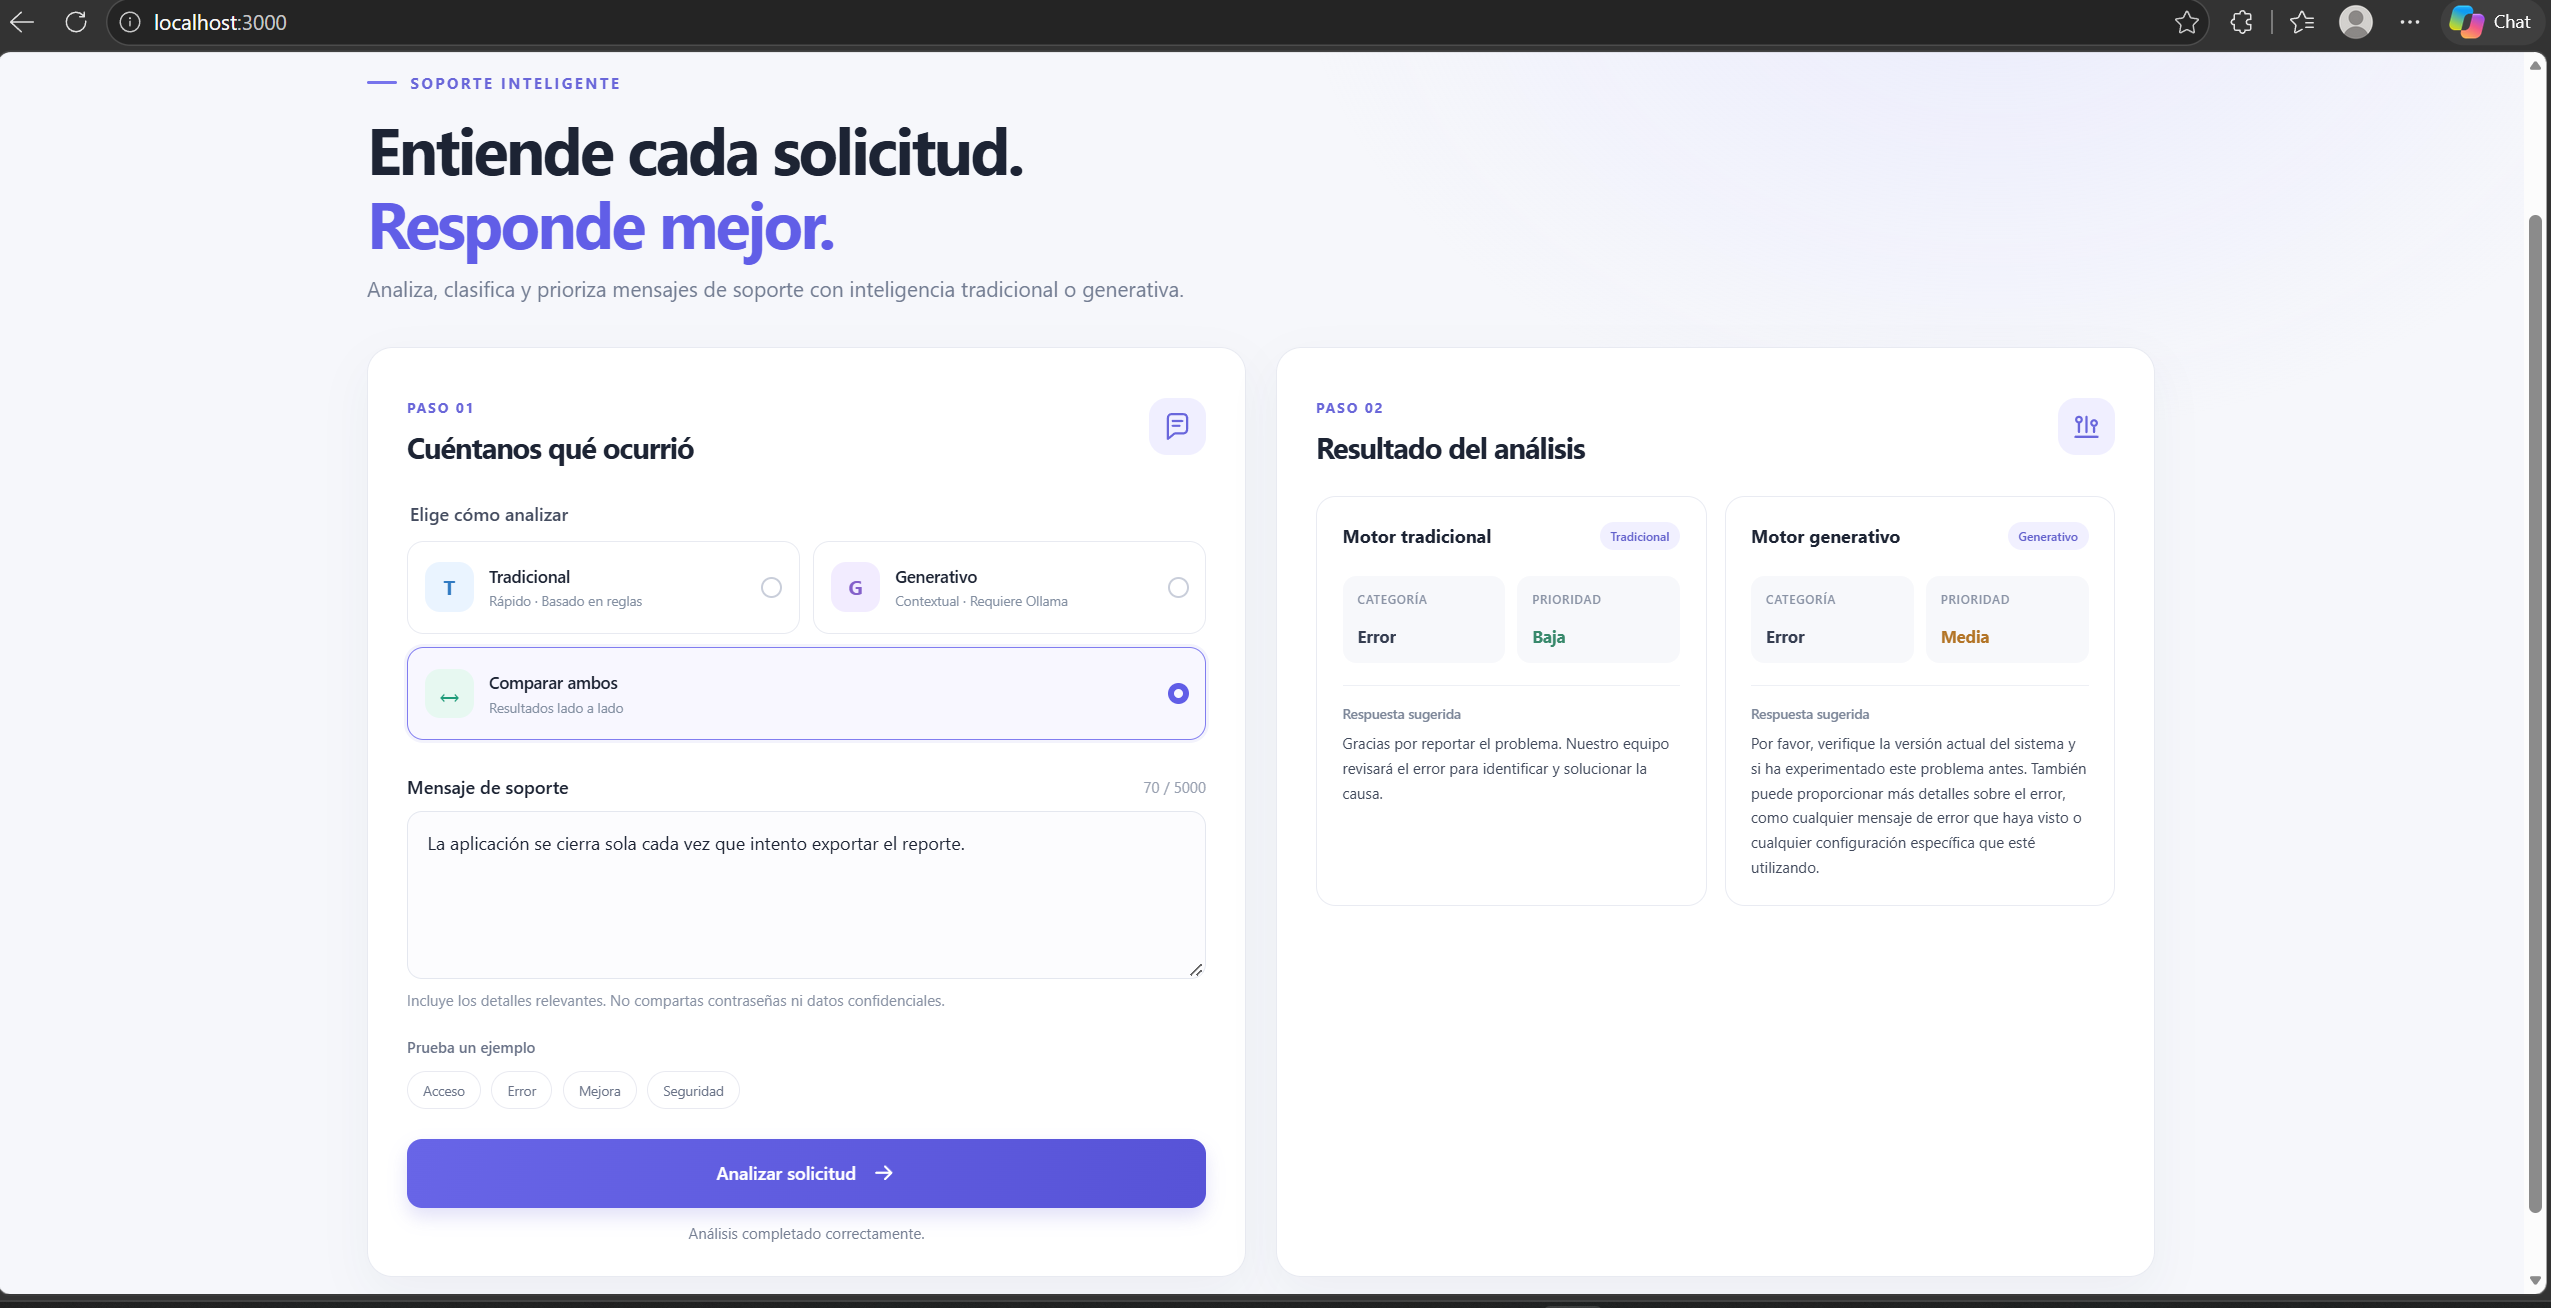 localhost:3000
Chat
SOPORTE INTELIGENTE
Entiende cada solicitud.
Responde mejor.
Analiza, clasifica y prioriza mensajes de soporte con inteligencia tradicional o generativa.
PASO 01
Cuéntanos qué ocurrió
Elige cómo analizar
T
Tradicional
Rápido · Basado en reglas
G
Generativo
Contextual · Requiere Ollama
Comparar ambos
Resultados lado a lado
Mensaje de soporte
70 / 5000
La aplicación se cierra sola cada vez que intento exportar el reporte.
Incluye los detalles relevantes. No compartas contraseñas ni datos confidenciales.
Prueba un ejemplo
Acceso
Error
Mejora
Seguridad
Analizar solicitud
Análisis completado correctamente.
PASO 02
Resultado del análisis
Motor tradicional
Tradicional
CATEGORÍA
Error
PRIORIDAD
Baja
Respuesta sugerida
Gracias por reportar el problema. Nuestro equipo
revisará el error para identificar y solucionar la
causa.
Motor generativo
Generativo
CATEGORÍA
Error
PRIORIDAD
Media
Respuesta sugerida
Por favor, verifique la versión actual del sistema y
si ha experimentado este problema antes. También
puede proporcionar más detalles sobre el error,
como cualquier mensaje de error que haya visto o
cualquier configuración específica que esté
utilizando.